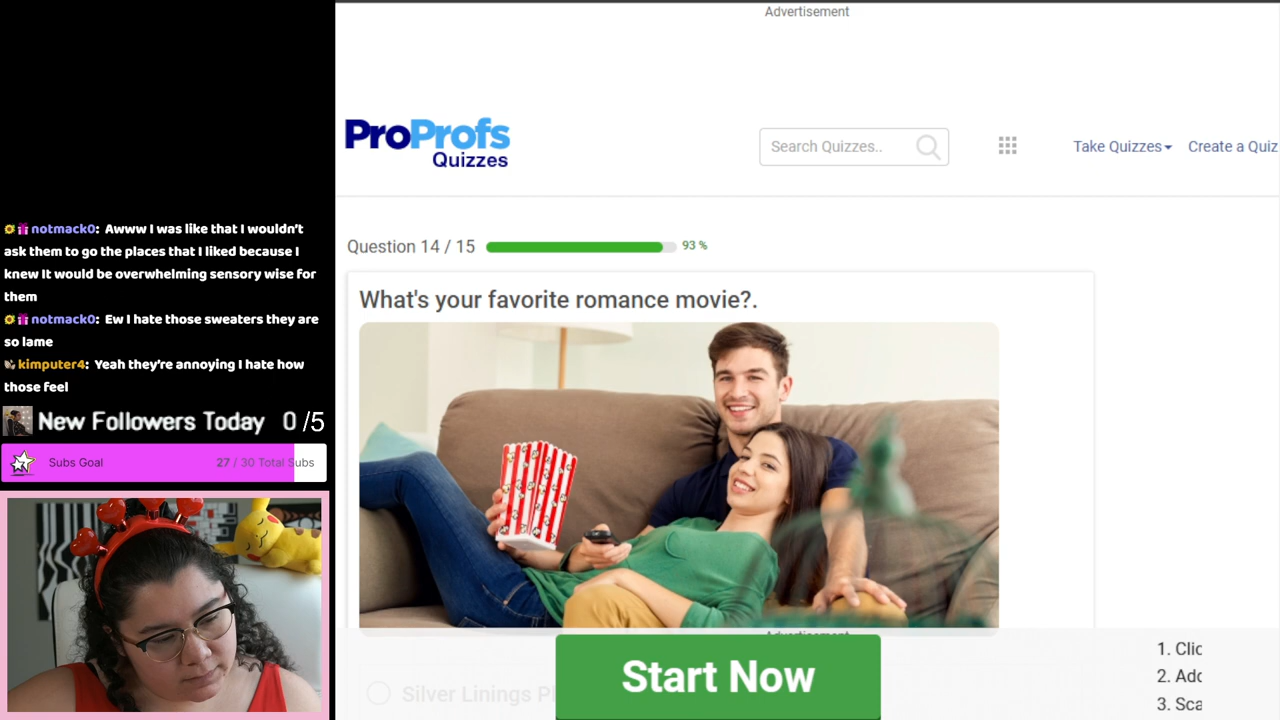 Advertisement
ProProfs
Quizzes
Search Quizzes..
Take Quizzes
Create a Quiz
notmack0: Awww I was like that I wouldn't
ask them to go the places that I liked because I
knew It would be overwhelming sensory wise for
them
notmack0: Ew I hate those sweaters they are
so lame
kimputer4: Yeah they're annoying I hate how
those feel
New Followers Today 0 /5
Subs Goal 27 / 30 Total Subs
Question 14 / 15 93 %
What's your favorite romance movie?.
Advertisement
Start Now
Silver Linings
1. Clic
2. Adc
3. Sca